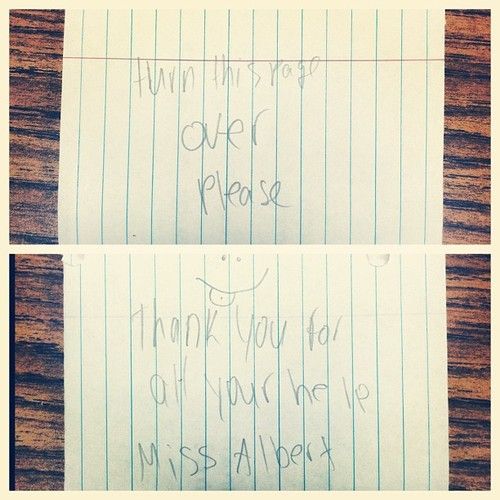 turn this page
over
please
Thank you for
all your help
Miss Albert